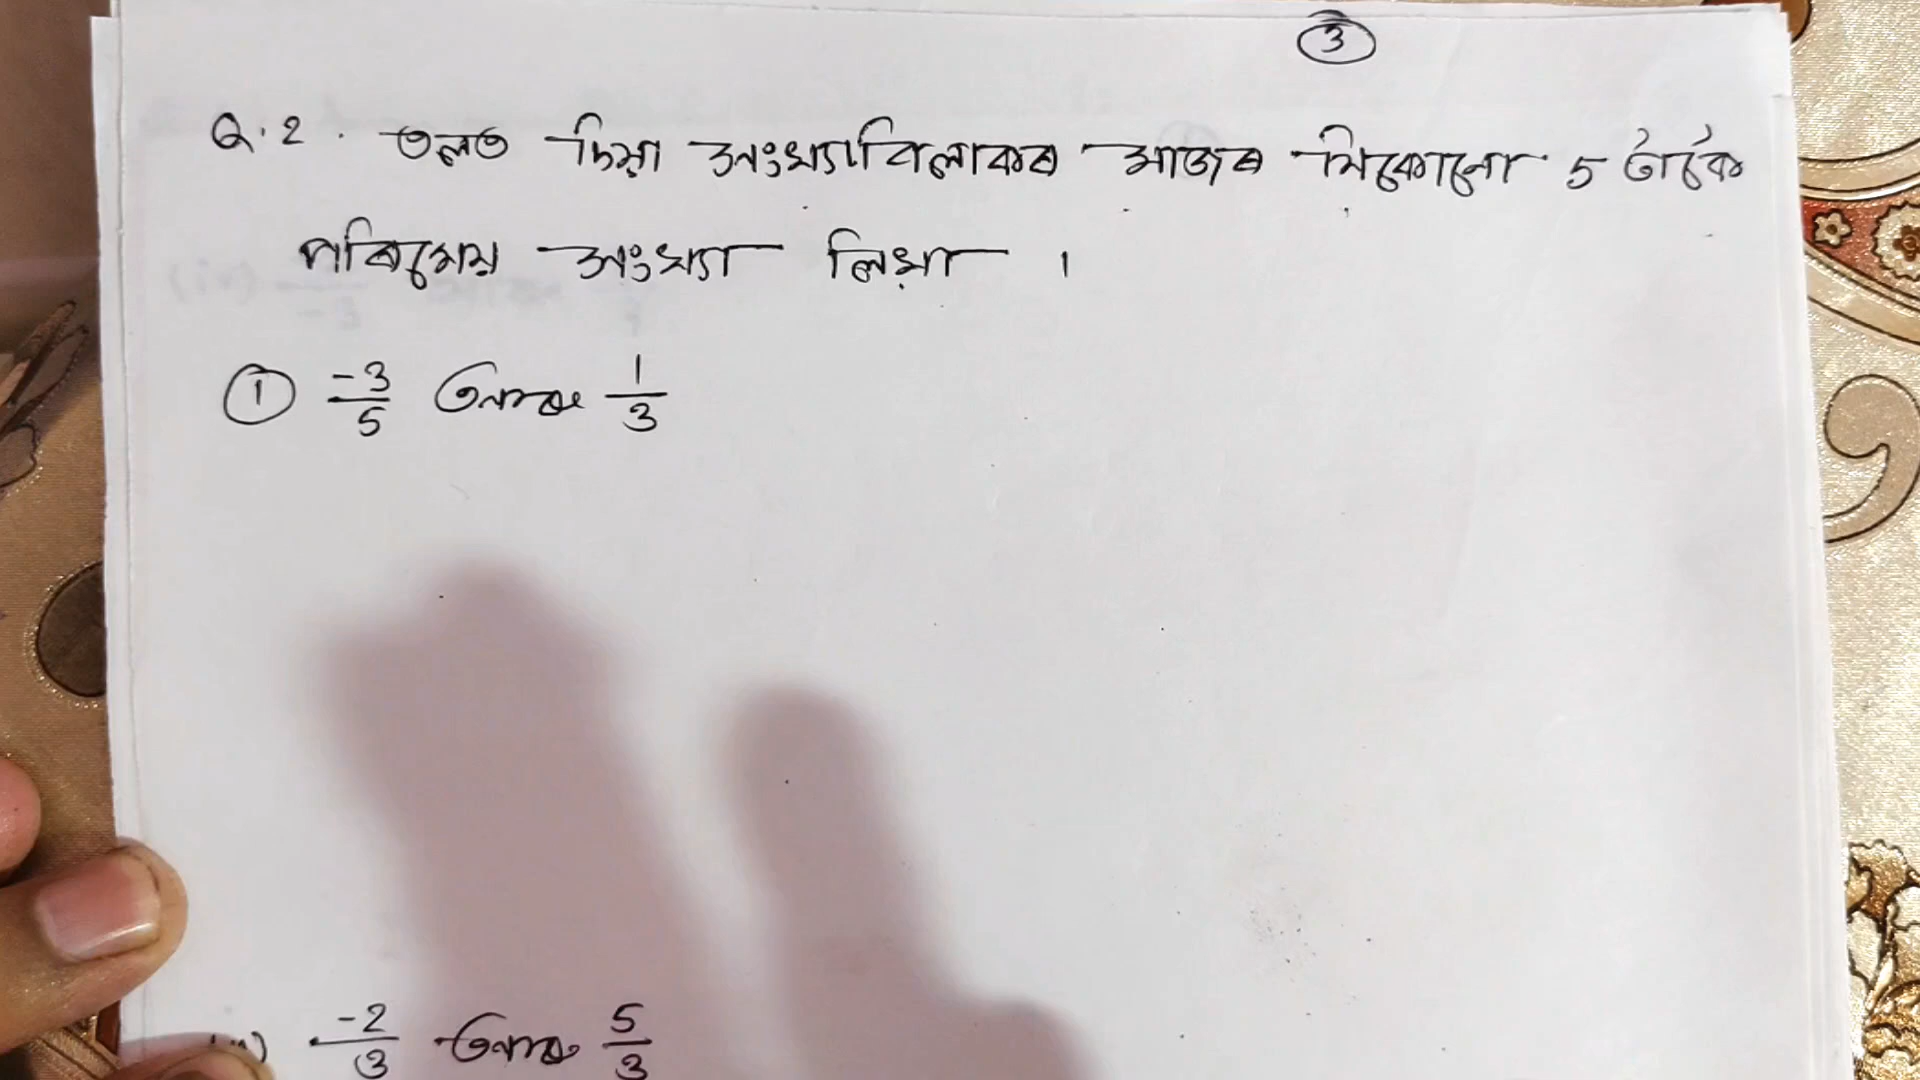 3
Q.2. তলত দিয়া সংখ্যাবিলাকৰ মাজৰ যিকোনো 5 টাকৈ
পৰিমেয় সংখ্যা লিখা ।
① -3/5 আৰু 1/3
-2/3 আৰু 5/3